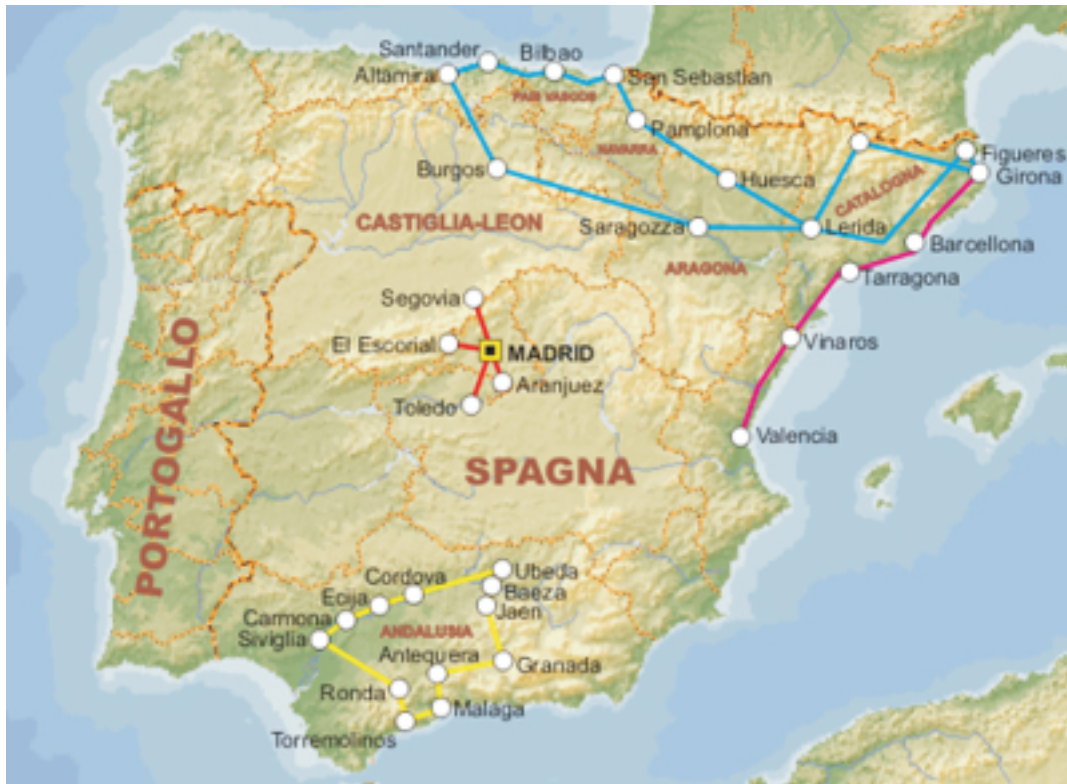 Santander
Bilbao
Altamira
San Sebastian
PAIS VASCOS
Pamplona
NAVARRA
Figueres
Girona
Burgos
Huesca
CATALOGNA
CASTIGLIA-LEON
Saragozza
Lerida
Barcellona
ARAGONA
Tarragona
Segovia
El Escorial
MADRID
Vinaros
Aranjuez
Toledo
Valencia
PORTOGALLO
SPAGNA
Ubeda
Cordova
Baeza
Ecija
Jaen
Carmona
Siviglia
ANDALUSIA
Antequera
Granada
Ronda
Malaga
Torremolinos